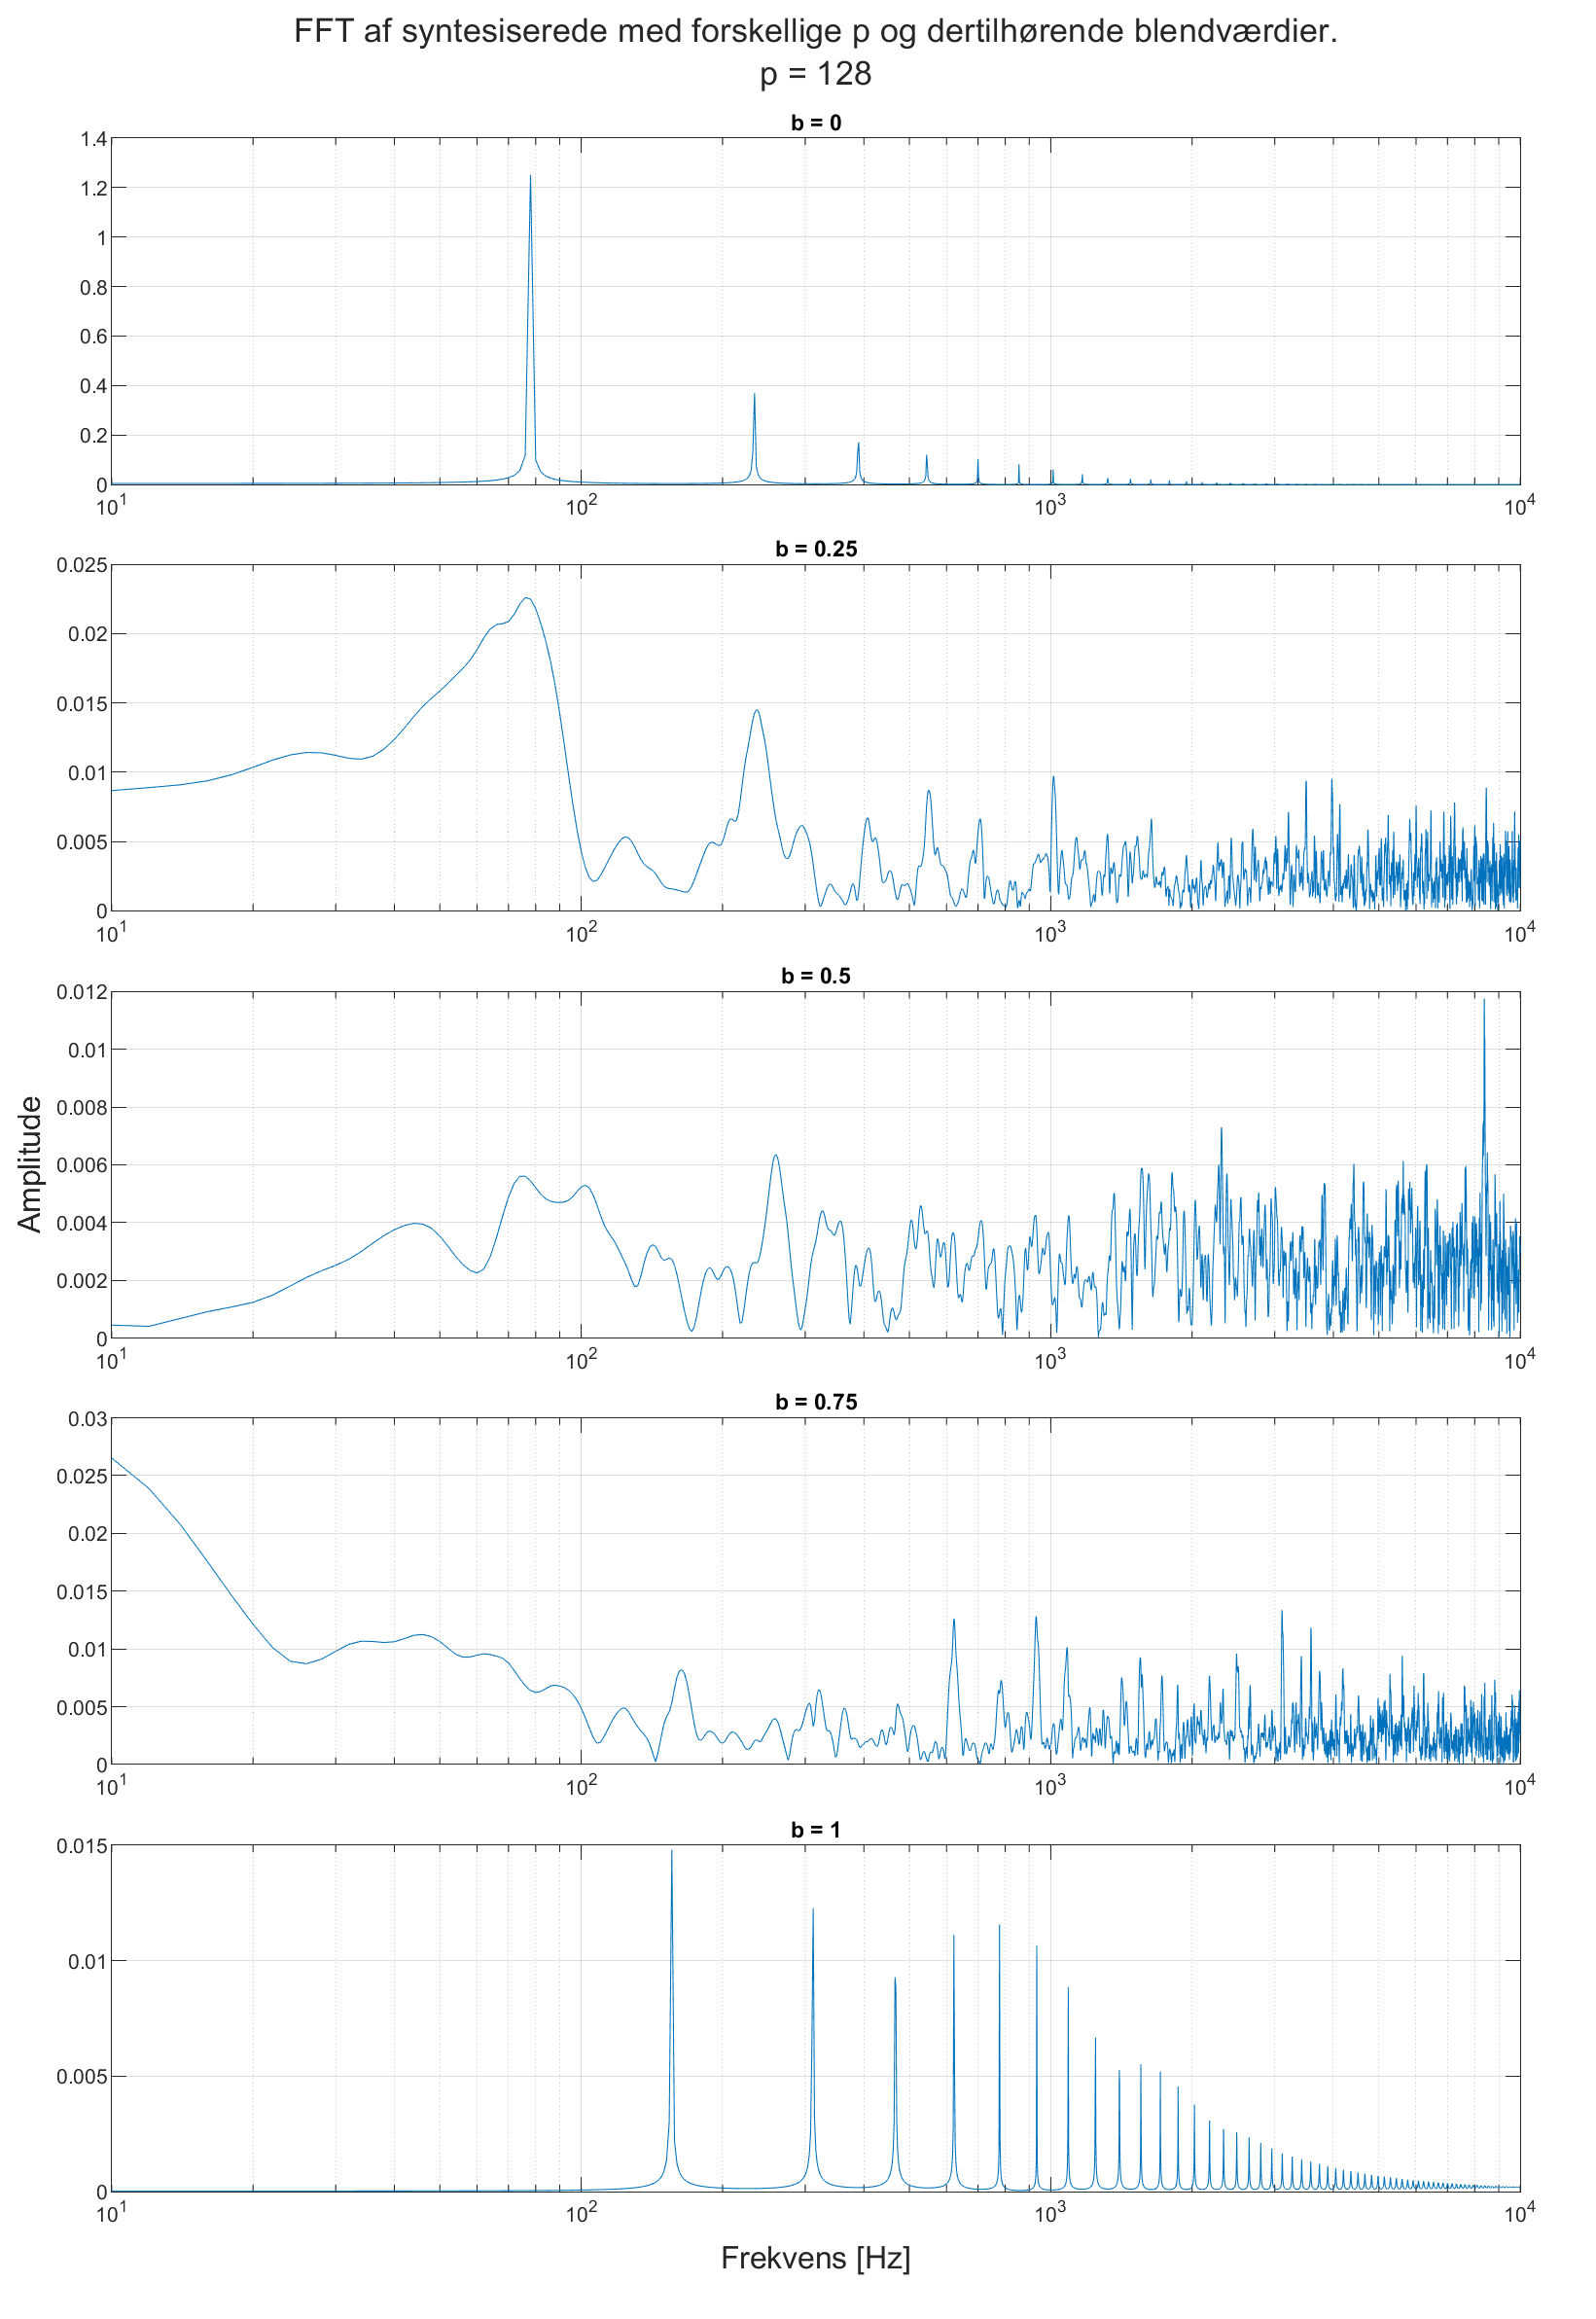 FFT af syntesiserede med forskellige p og dertilhørende blendværdier.
p = 128
b = 0
1.4
1.2
1
0.8
0.6
0.4
0.2
0
10^1 10^2 10^3 10^4
b = 0.25
0.025
0.02
0.015
0.01
0.005
0
10^1 10^2 10^3 10^4
b = 0.5
0.012
0.01
0.008
0.006
0.004
0.002
0
10^1 10^2 10^3 10^4
Amplitude
b = 0.75
0.03
0.025
0.02
0.015
0.01
0.005
0
10^1 10^2 10^3 10^4
b = 1
0.015
0.01
0.005
0
10^1 10^2 10^3 10^4
Frekvens [Hz]